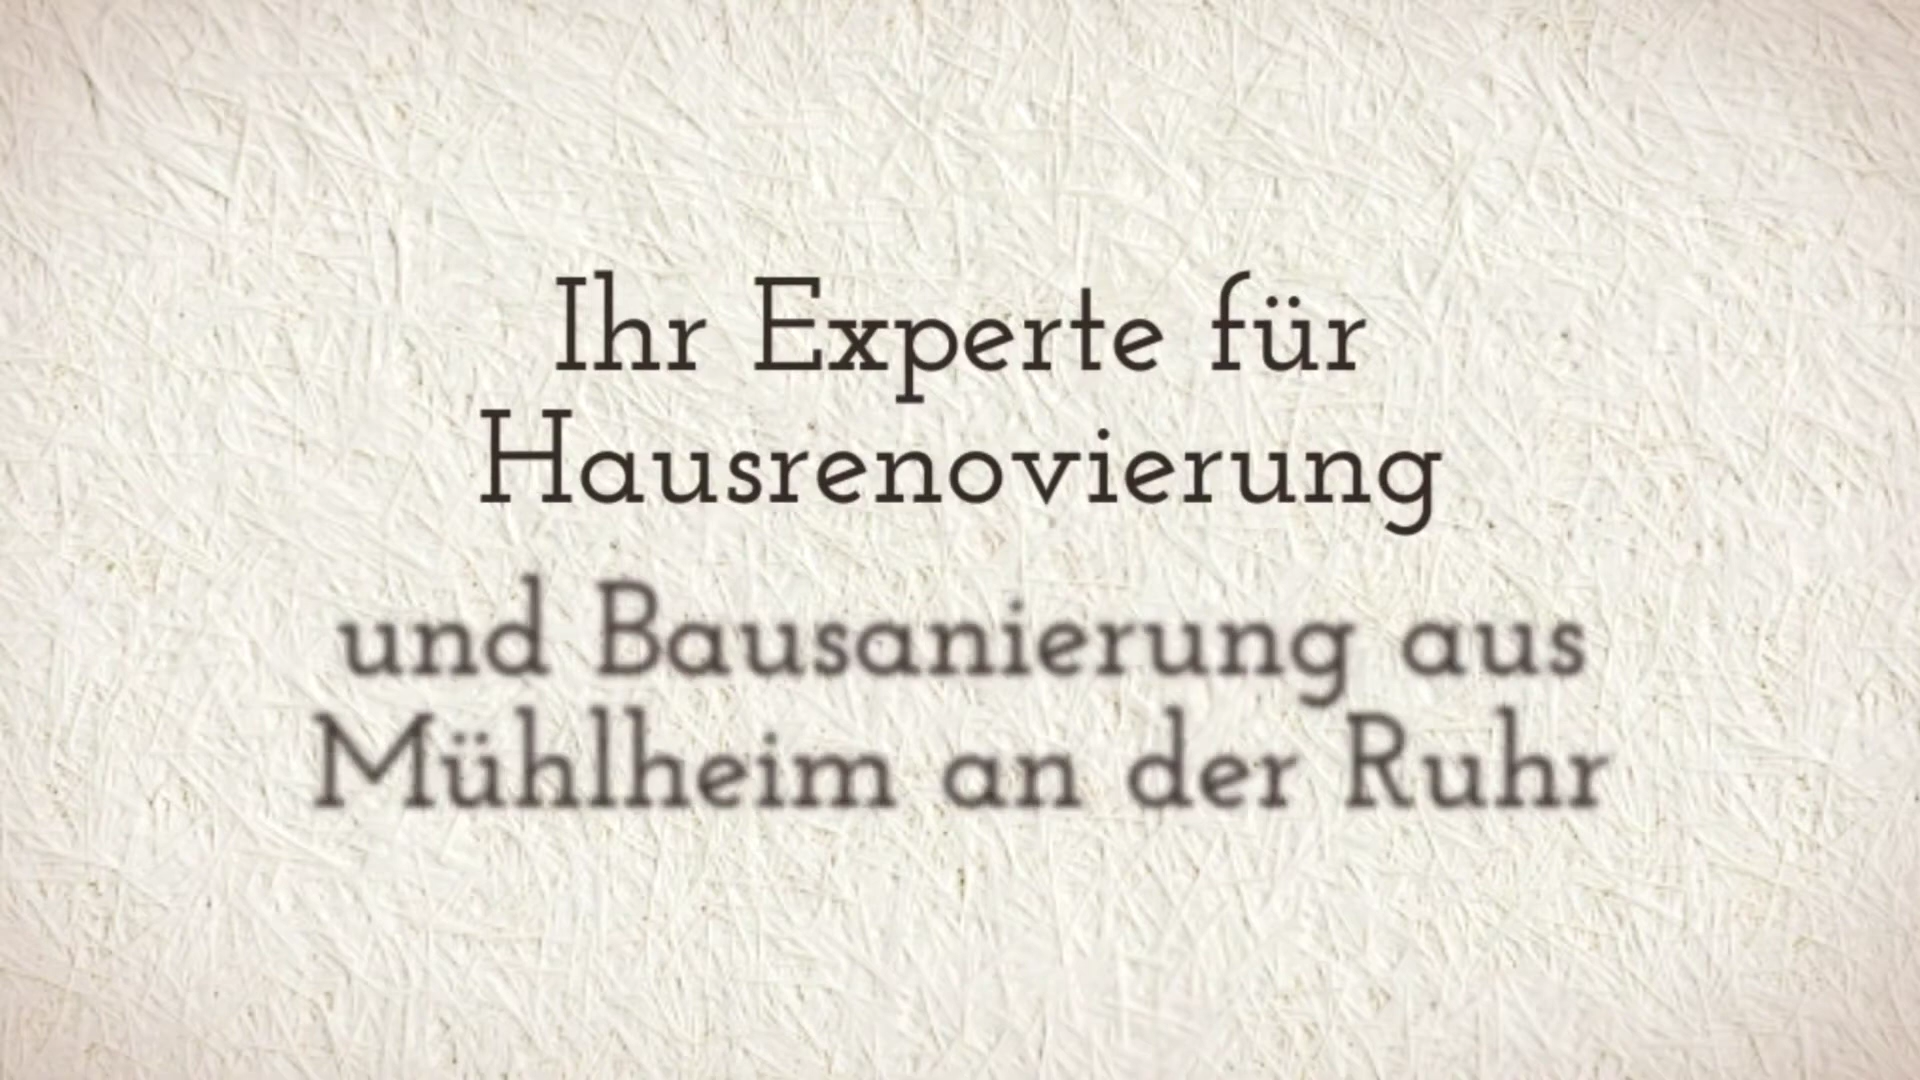 Ihr Experte für
Hausrenovierung
und Bausanierung aus
Mühlheim an der Ruhr